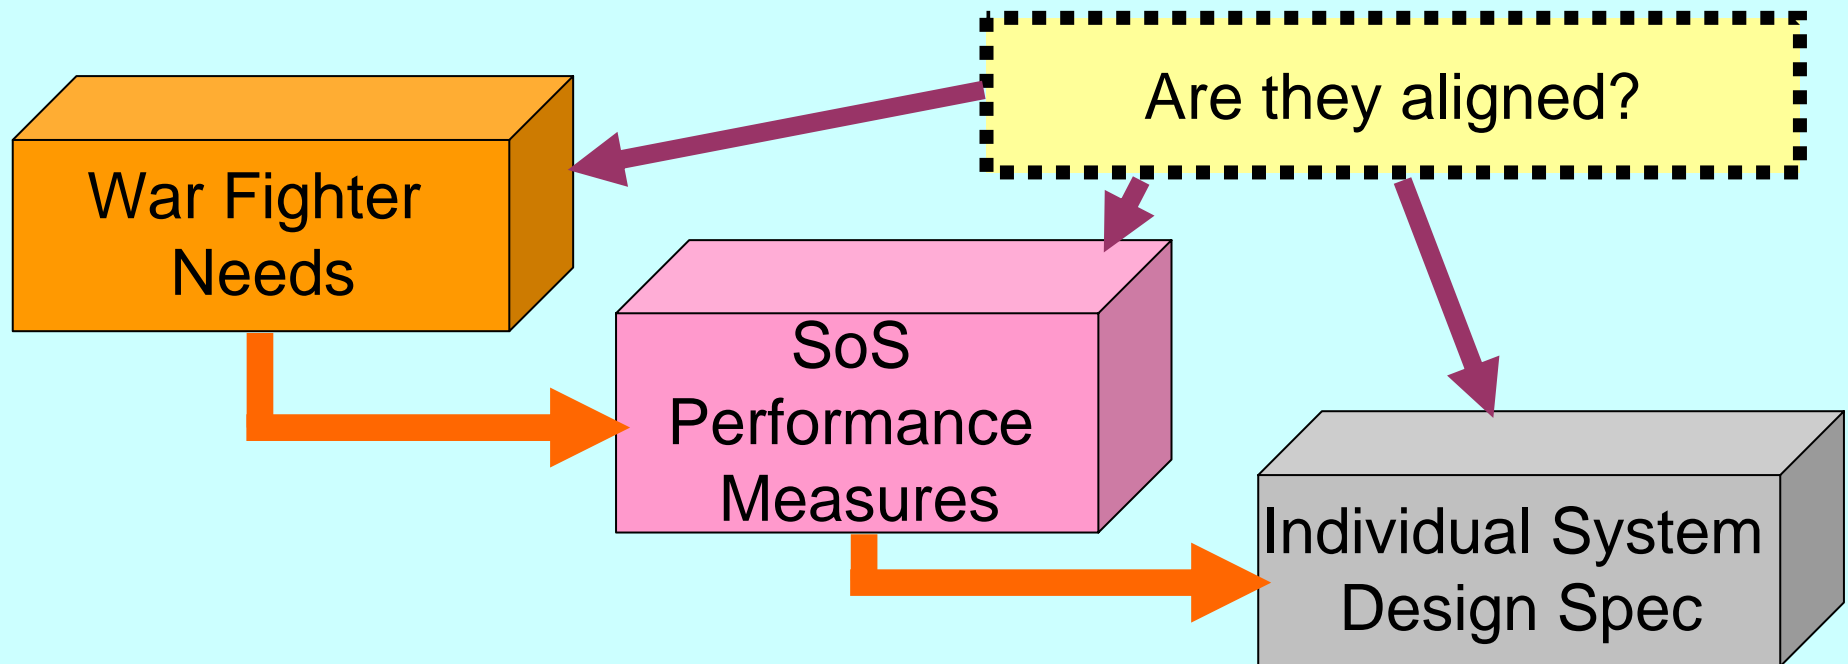 Are they aligned?
War Fighter
Needs
SoS
Performance
Measures
Individual System
Design Spec